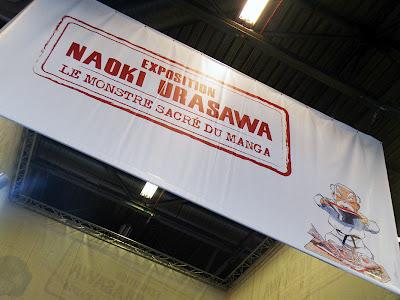 EXPOSITION
NAOKI URASAWA
LE MONSTRE SACRÉ DU MANGA